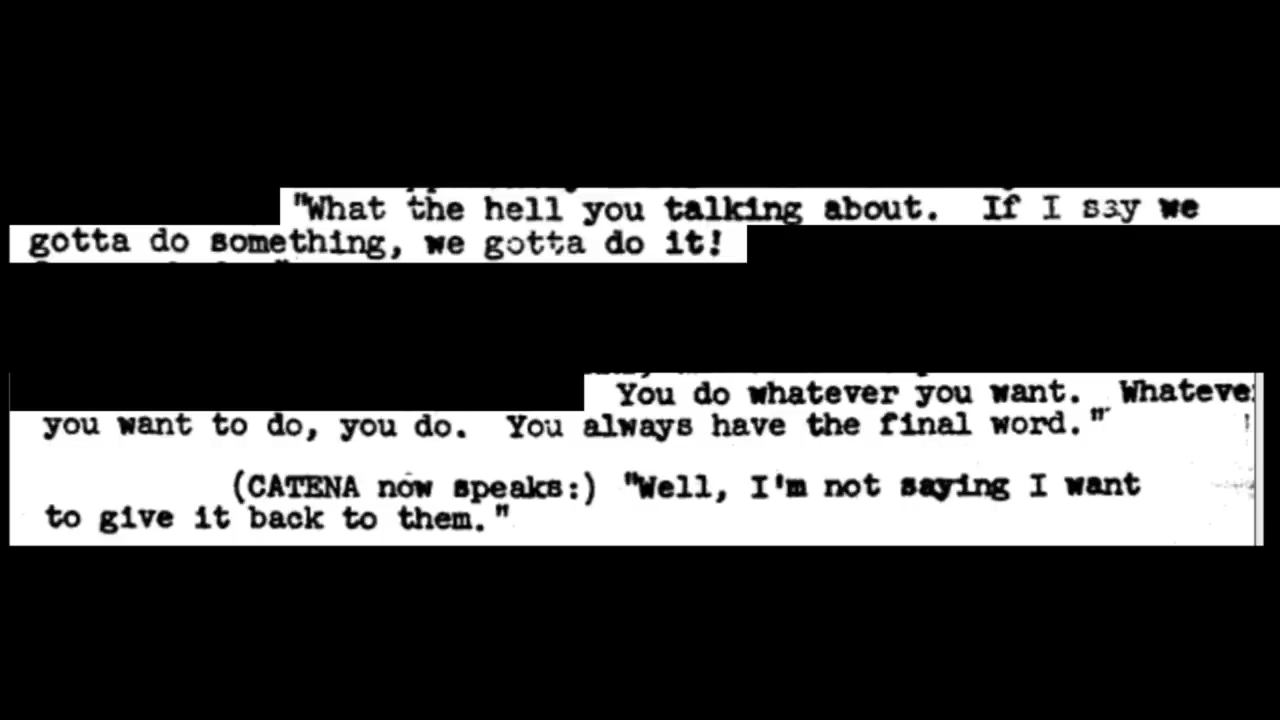 "What the hell you talking about. If I say we
gotta do something, we gotta do it!
You do whatever you want.
you want to do, you do. You always have the final word."
(CATENA now speaks:) "Well, I'm not saying I want
to give it back to them."